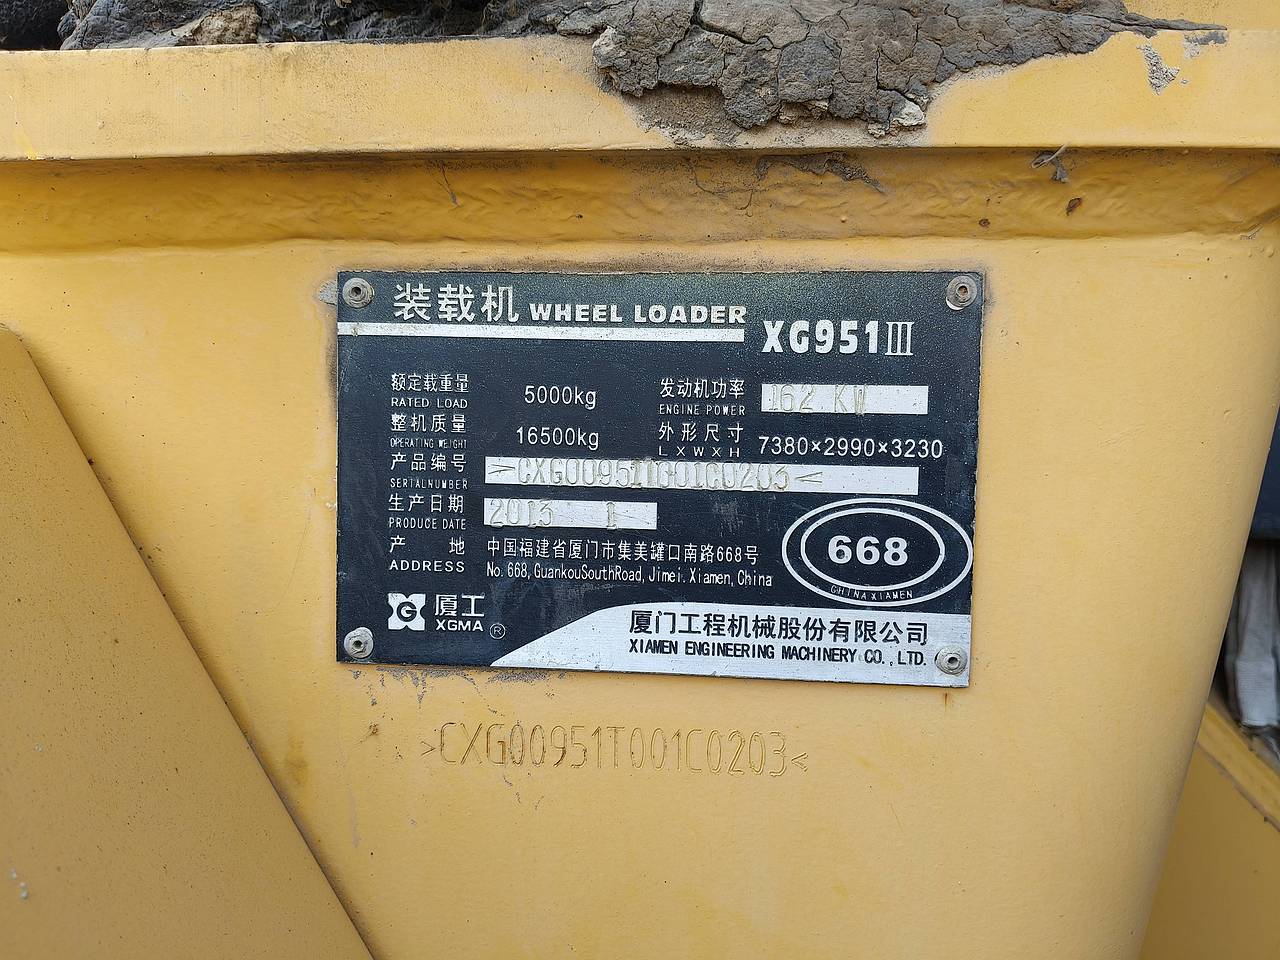 装载机 WHEEL LOADER
XG951III
额定载重量 5000kg 发动机功率 162 KW
RATED LOAD ENGINE POWER
整机质量 16500kg 外形尺寸 7380×2990×3230
OPERATING WEIGHT L X W X H
产品编号 >CXG00951T001C0203<
SERIALNUMBER
生产日期 2013 1
PRODUCE DATE
产 地 中国福建省厦门市集美罐口南路668号
ADDRESS No. 668, GuankouSouthRoad, Jimei. Xiamen, China
668
CHINA XIAMEN
G 厦工
XGMA ®
厦门工程机械股份有限公司
XIAMEN ENGINEERING MACHINERY CO., LTD.
>CXG00951T001C0203<